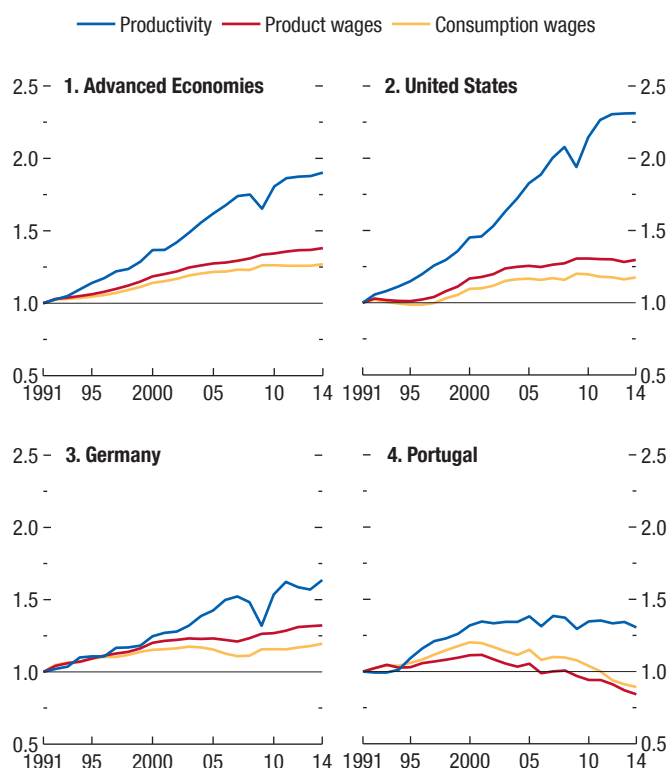 Productivity Product wages Consumption wages
2.5 1. Advanced Economies 2. United States 2.5
2.0 2.0
1.5 1.5
1.0 1.0
0.5 0.5
1991 95 2000 05 10 14 1991 95 2000 05 10 14
2.5 3. Germany 4. Portugal 2.5
2.0 2.0
1.5 1.5
1.0 1.0
0.5 0.5
1991 95 2000 05 10 14 1991 95 2000 05 10 14